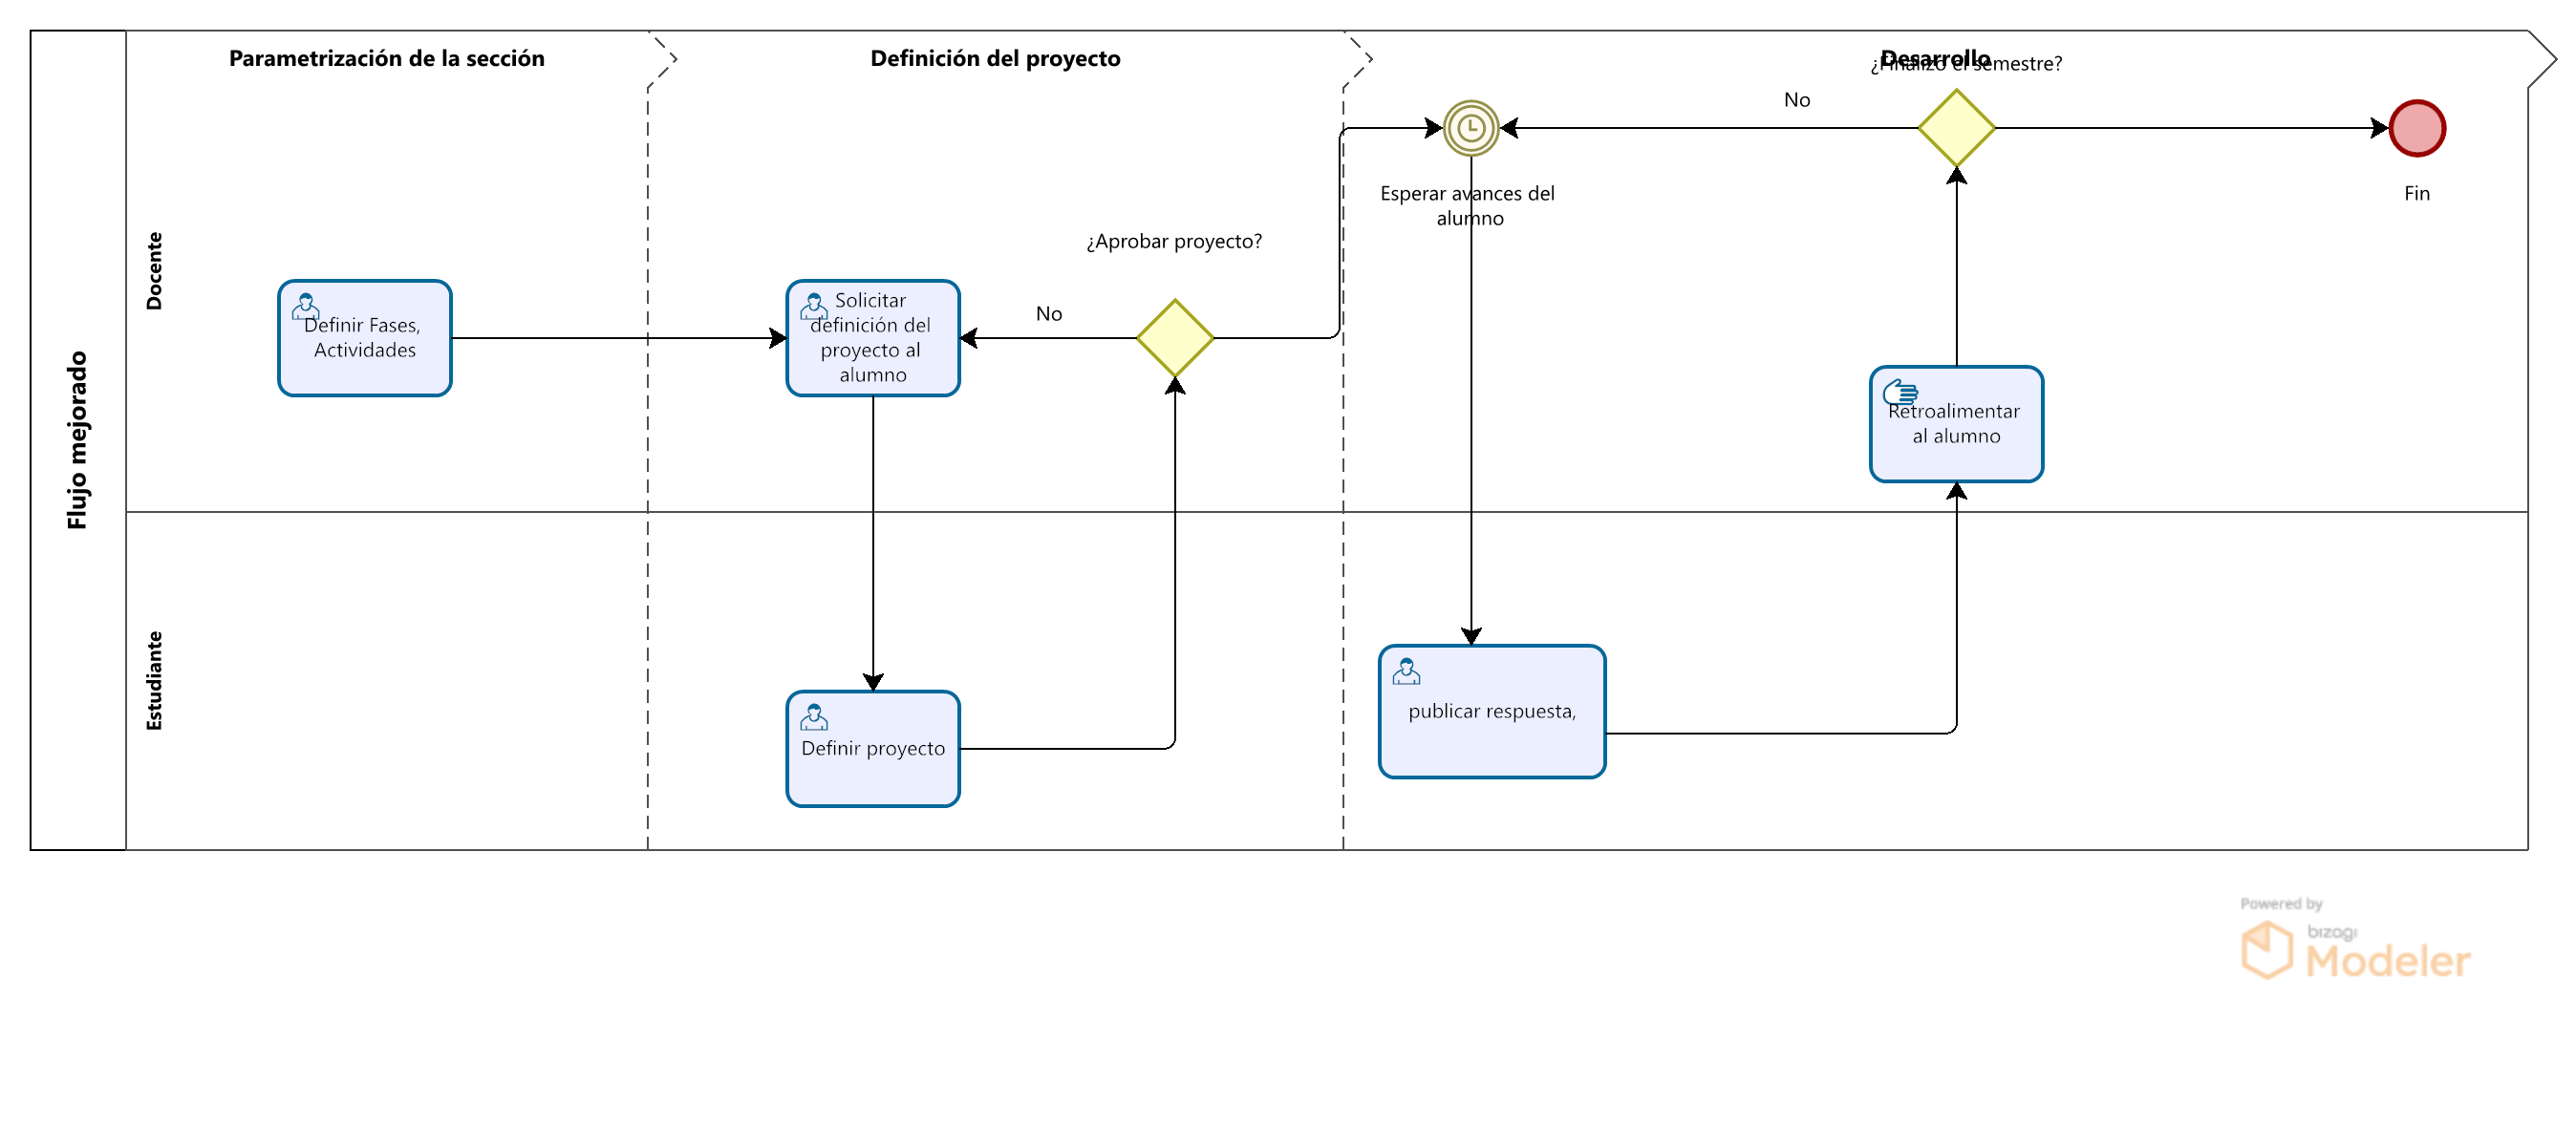 Flujo mejorado
Docente
Estudiante
Parametrización de la sección
Definición del proyecto
Desarrollo
¿Finalizó el semestre?
No
Esperar avances del
alumno
Fin
¿Aprobar proyecto?
Definir Fases,
Actividades
Solicitar
definición del
proyecto al
alumno
No
Retroalimentar
al alumno
publicar respuesta,
Definir proyecto
Powered by
bizagi
Modeler